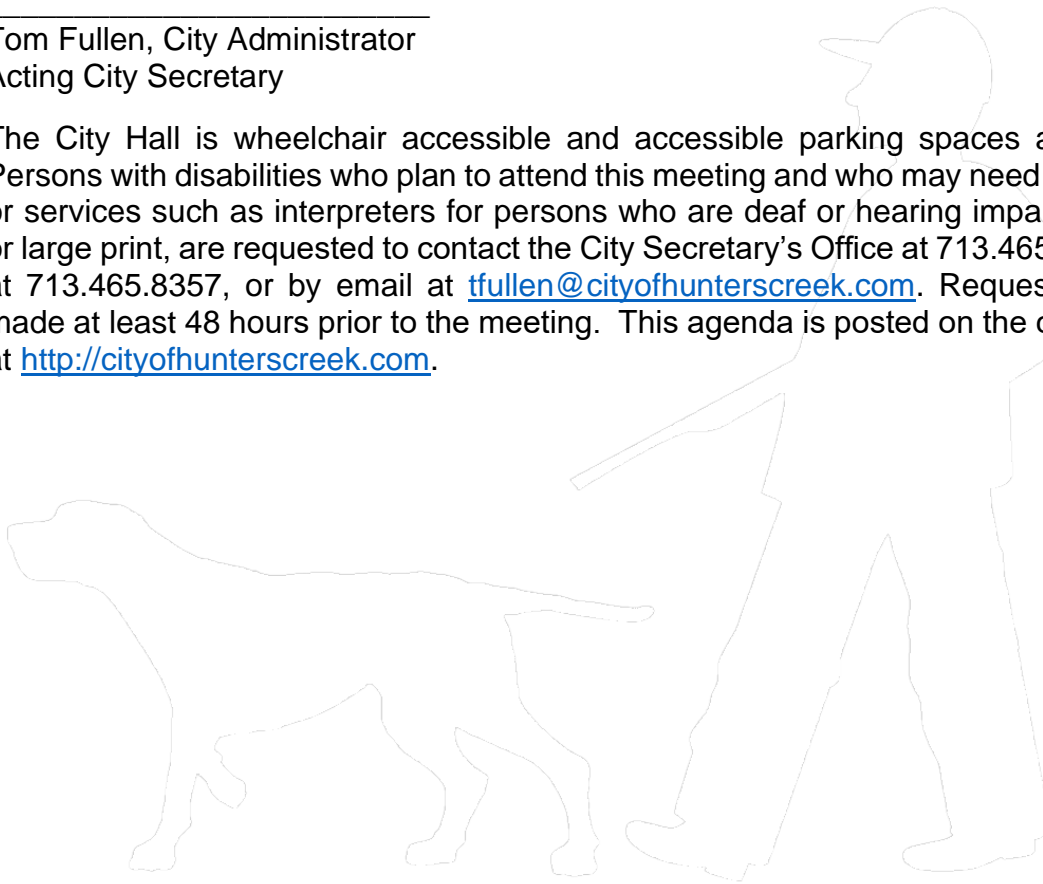 Tom Fullen, City Administrator
Acting City Secretary
The City Hall is wheelchair accessible and accessible parking spaces a
Persons with disabilities who plan to attend this meeting and who may need
or services such as interpreters for persons who are deaf or hearing impa
or large print, are requested to contact the City Secretary’s Office at 713.465
at 713.465.8357, or by email at tfullen@cityofhunterscreek.com. Reques
made at least 48 hours prior to the meeting. This agenda is posted on the c
at http://cityofhunterscreek.com.